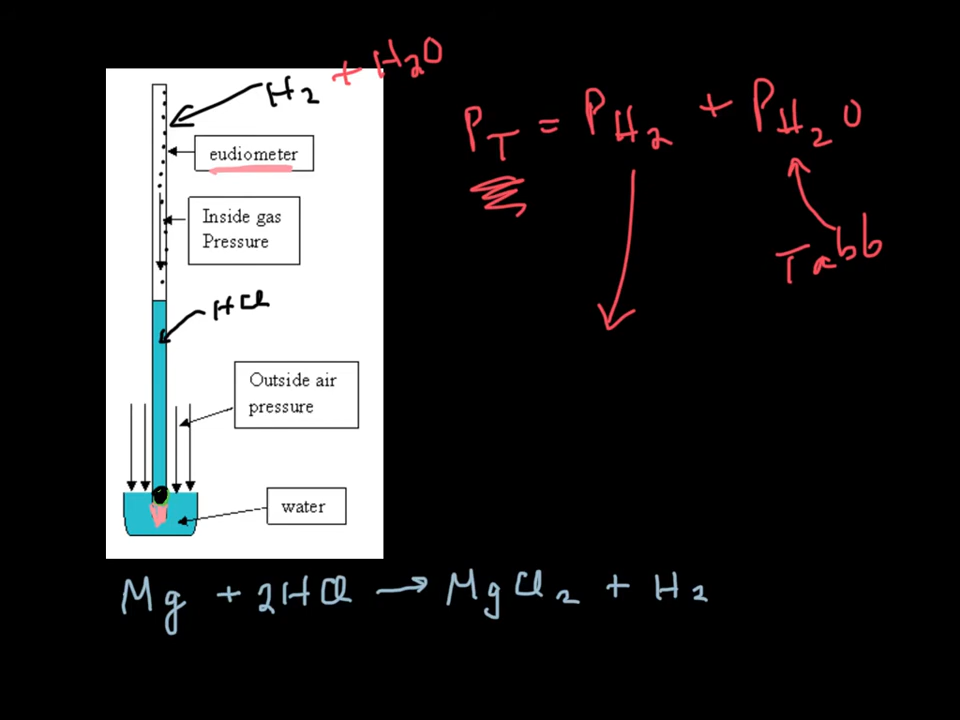 H2 + H2O
PT = PH2 + PH2O
eudiometer
Inside gas
Pressure
Tabb
HCl
Outside air
pressure
water
Mg + 2HCl → MgCl2 + H2